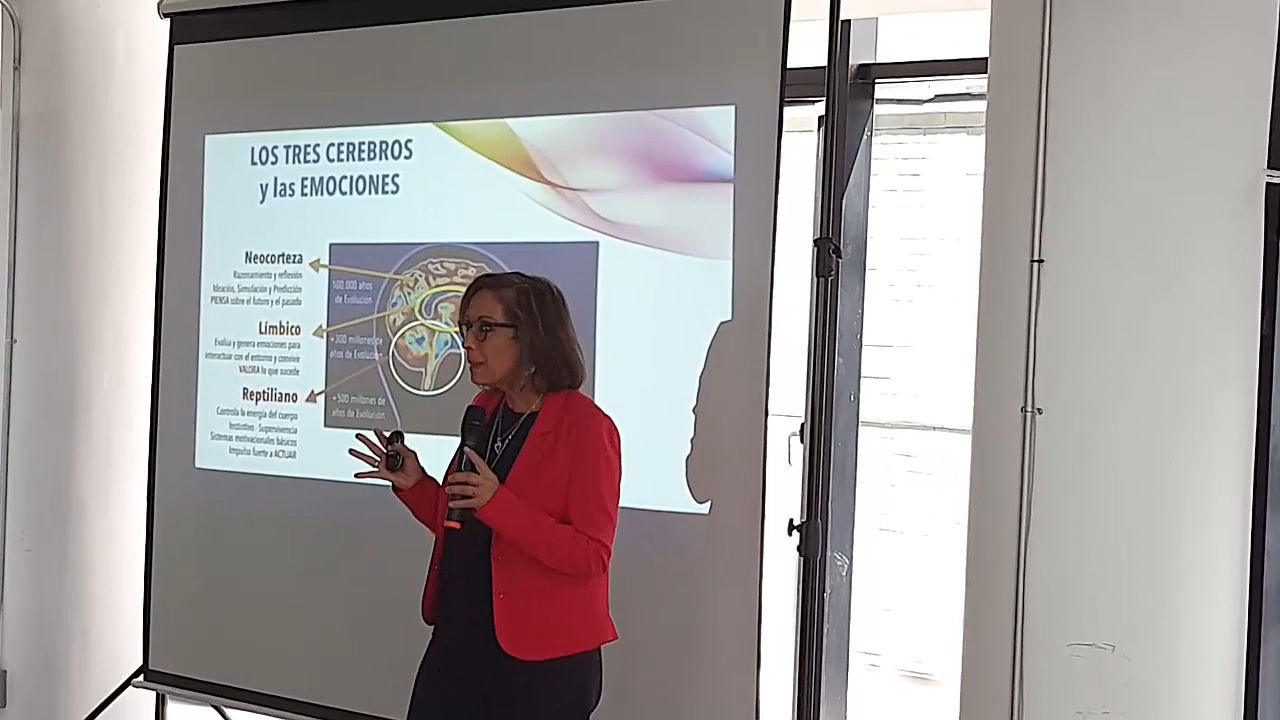 LOS TRES CEREBROS
y las EMOCIONES
Neocorteza
Razonamiento y reflexión
Ideación, Simulación y Predicción
PIENSA sobre el futuro y el pasado
Límbico
Evalúa y genera emociones para
interactuar con el entorno y convivir
VALORA lo que sucede
Reptiliano
Controla la energía del cuerpo
Instintivo - Supervivencia
Sistemas motivacionales básicos
Impulso fuerte a ACTUAR
100.000 años
de Evolución
+300 millones de
años de Evolución
+ 500 millones de
años de Evolución